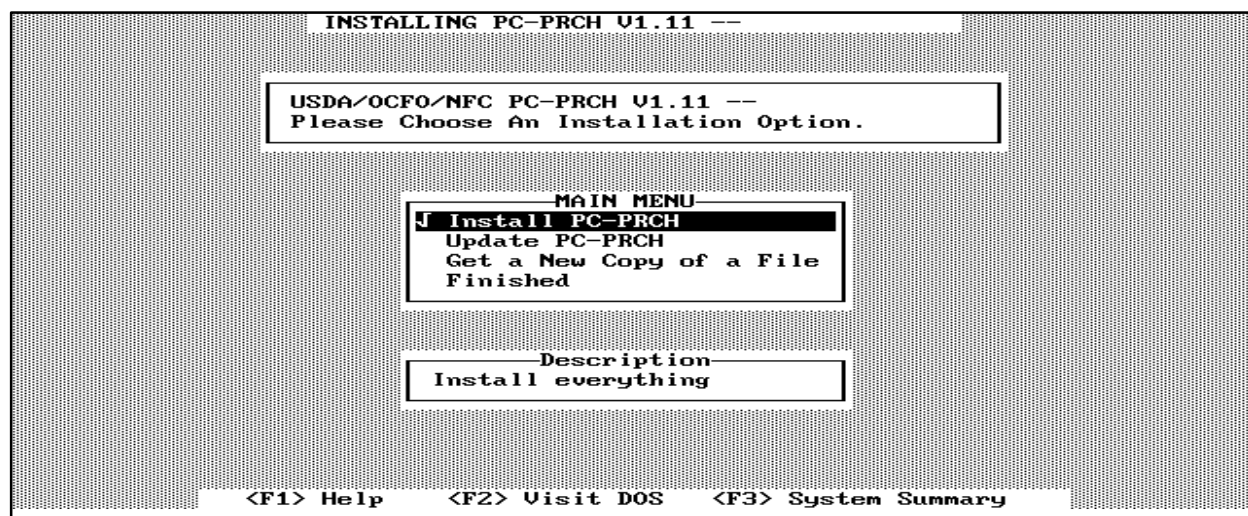 INSTALLING PC-PRCH V1.11 --
USDA/OCFO/NFC PC-PRCH V1.11 --
Please Choose An Installation Option.
MAIN MENU
√ Install PC-PRCH
Update PC-PRCH
Get a New Copy of a File
Finished
Description
Install everything
<F1> Help <F2> Visit DOS <F3> System Summary